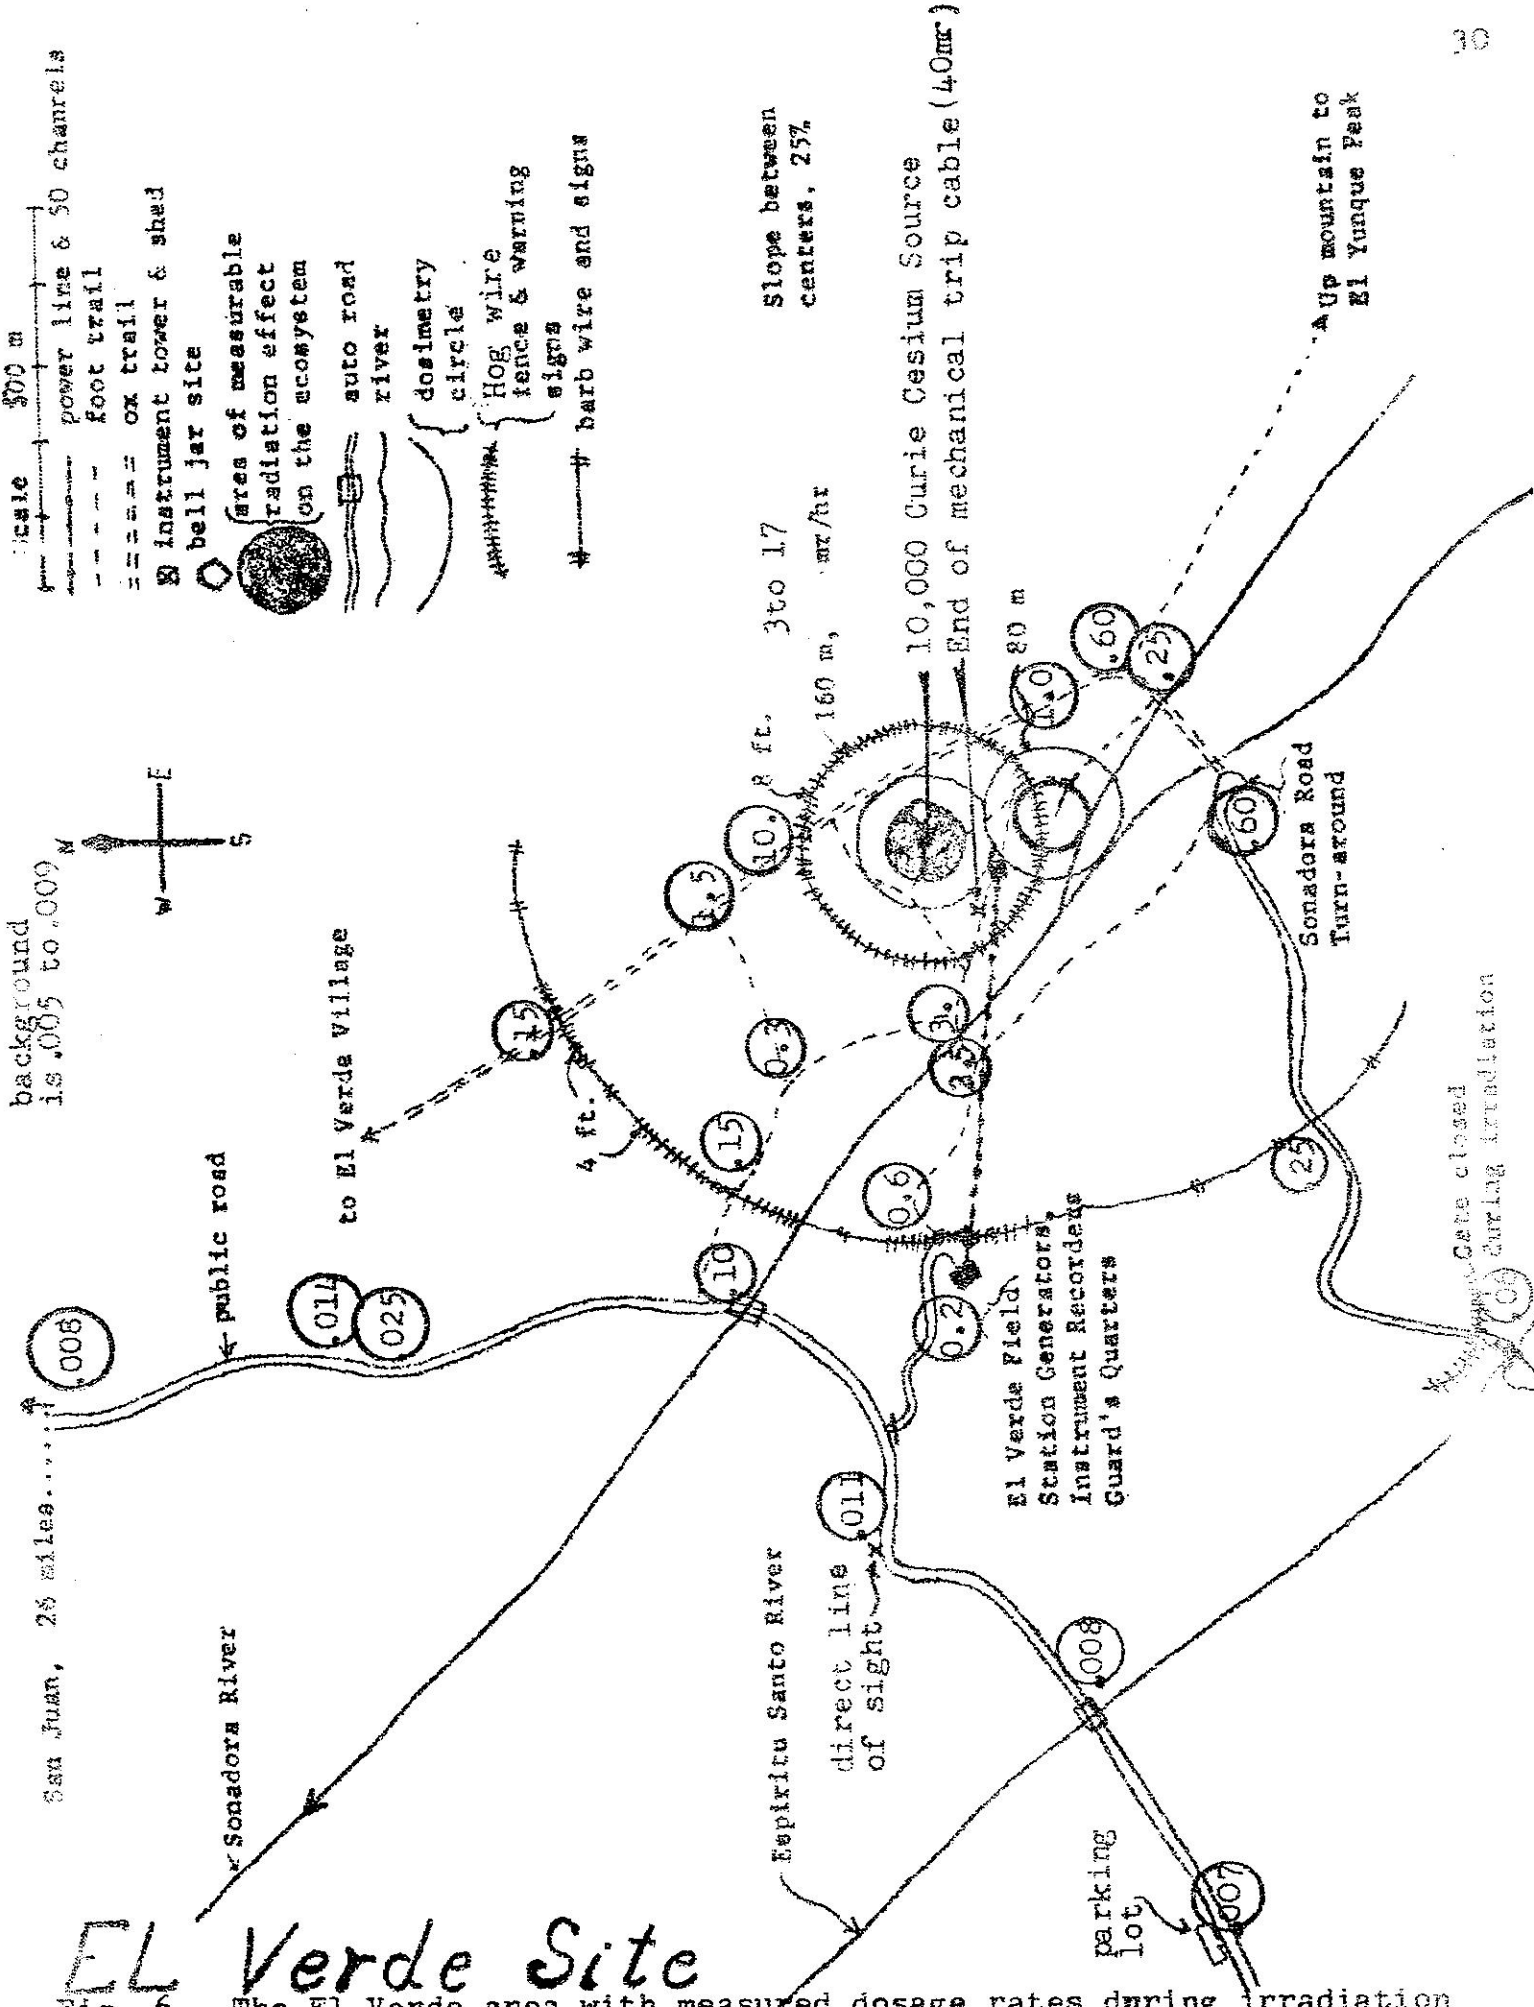 30
EL Verde Site
San Juan, 26 miles......
.008
background
is .005 to .009
N
W
E
S
Scale
500 m
power line & 50 channels
foot trail
ox trail
instrument tower & shed
bell jar site
area of measurable
radiation effect
on the ecosystem
auto road
river
dosimetry
circle
Hog wire
fence & warning
signs
barb wire and signs
Sonadora River
public road
.014
.025
to El Verde Village
.15
4 ft.
1.5
10.
8 ft.
3to 17
160 m,
mr/hr
Slope between
centers, 25%
10,000 Curie Cesium Source
End of mechanical trip cable(40mr)
80 m
1.0
.60
.25
Up mountain to
El Yunque Peak
0.3
.15
.10
3.
0.6
0.2
El Verde Field
Station Generators,
Instrument Recorders
Guard's Quarters
.60
Sonadora Road
Turn-around
.25
Gate closed
during irradiation
.011
direct line
of sight
Espiritu Santo River
.008
parking
lot
.007
The El Verde area with measured dosage rates during irradiation